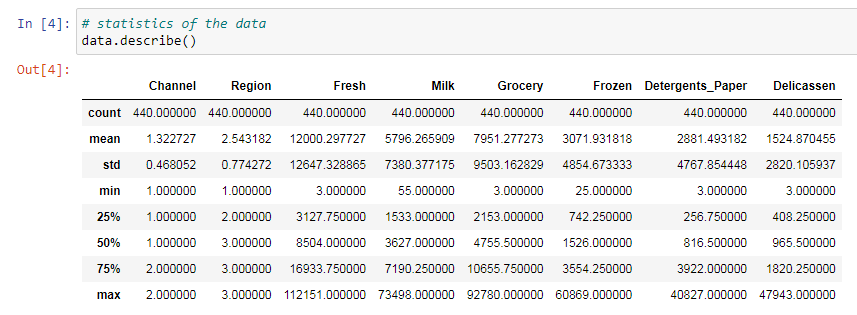 In [4]: # statistics of the data
data.describe()
Out[4]:
Channel Region Fresh Milk Grocery Frozen Detergents_Paper Delicassen
count 440.000000 440.000000 440.000000 440.000000 440.000000 440.000000 440.000000 440.000000
mean 1.322727 2.543182 12000.297727 5796.265909 7951.277273 3071.931818 2881.493182 1524.870455
std 0.468052 0.774272 12647.328865 7380.377175 9503.162829 4854.673333 4767.854448 2820.105937
min 1.000000 1.000000 3.000000 55.000000 3.000000 25.000000 3.000000 3.000000
25% 1.000000 2.000000 3127.750000 1533.000000 2153.000000 742.250000 256.750000 408.250000
50% 1.000000 3.000000 8504.000000 3627.000000 4755.500000 1526.000000 816.500000 965.500000
75% 2.000000 3.000000 16933.750000 7190.250000 10655.750000 3554.250000 3922.000000 1820.250000
max 2.000000 3.000000 112151.000000 73498.000000 92780.000000 60869.000000 40827.000000 47943.000000